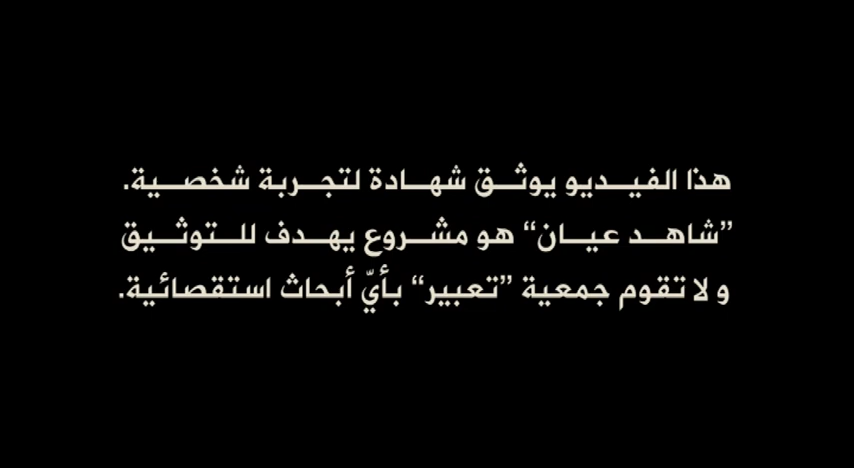 هذا الفيديو يوثق شهادة لتجربة شخصية.
”شاهد عيان“ هو مشروع يهدف للتوثيق
و لا تقوم جمعية ”تعبير“ بأيّ أبحاث استقصائية.